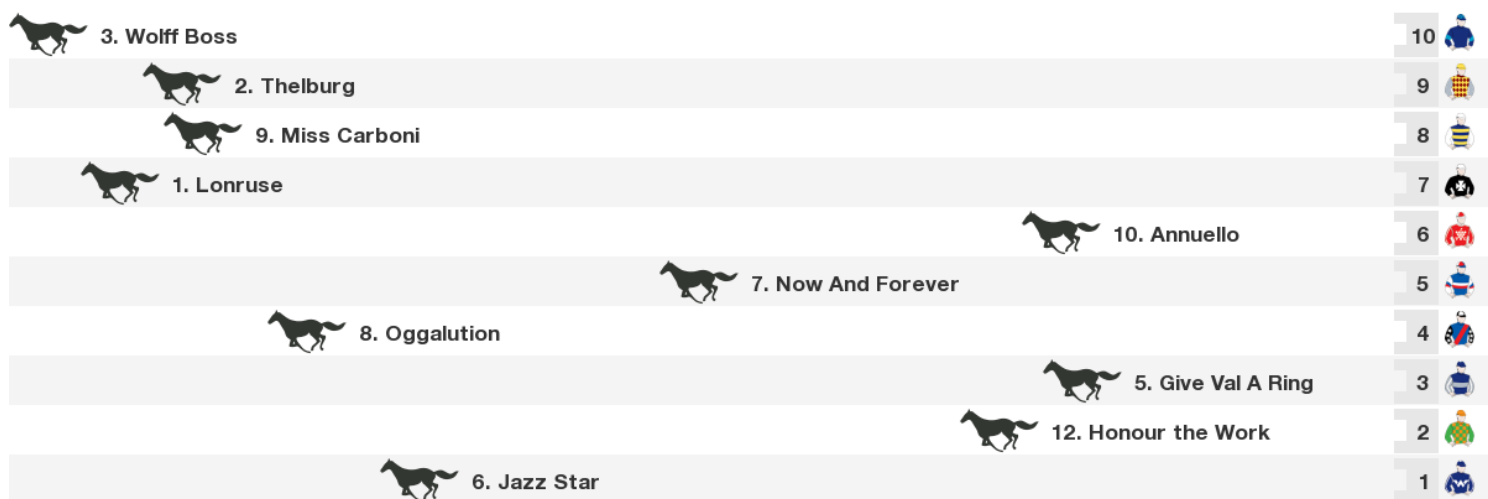 3. Wolff Boss 10
2. Thelburg 9
9. Miss Carboni 8
1. Lonruse 7
10. Annuello 6
7. Now And Forever 5
8. Oggalution 4
5. Give Val A Ring 3
12. Honour the Work 2
6. Jazz Star 1